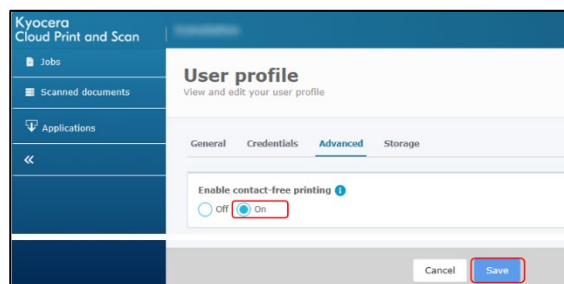 Kyocera
Cloud Print and Scan
Jobs
Scanned documents
Applications
User profile
View and edit your user profile
General Credentials Advanced Storage
Enable contact-free printing
Off On
Cancel Save